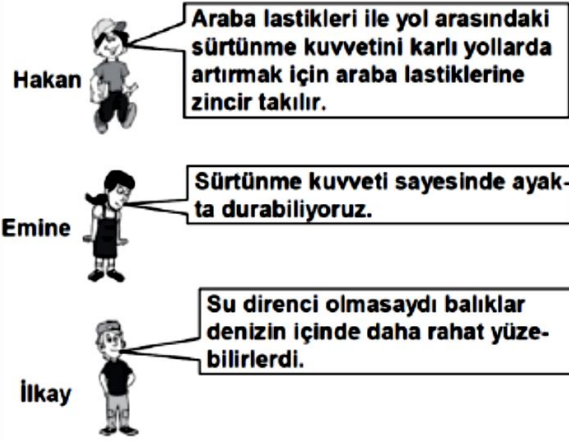 Hakan
Araba lastikleri ile yol arasındaki
sürtünme kuvvetini karlı yollarda
artırmak için araba lastiklerine
zincir takılır.
Emine
Sürtünme kuvveti sayesinde ayak-
ta durabiliyoruz.
İlkay
Su direnci olmasaydı balıklar
denizin içinde daha rahat yüze-
bilirlerdi.